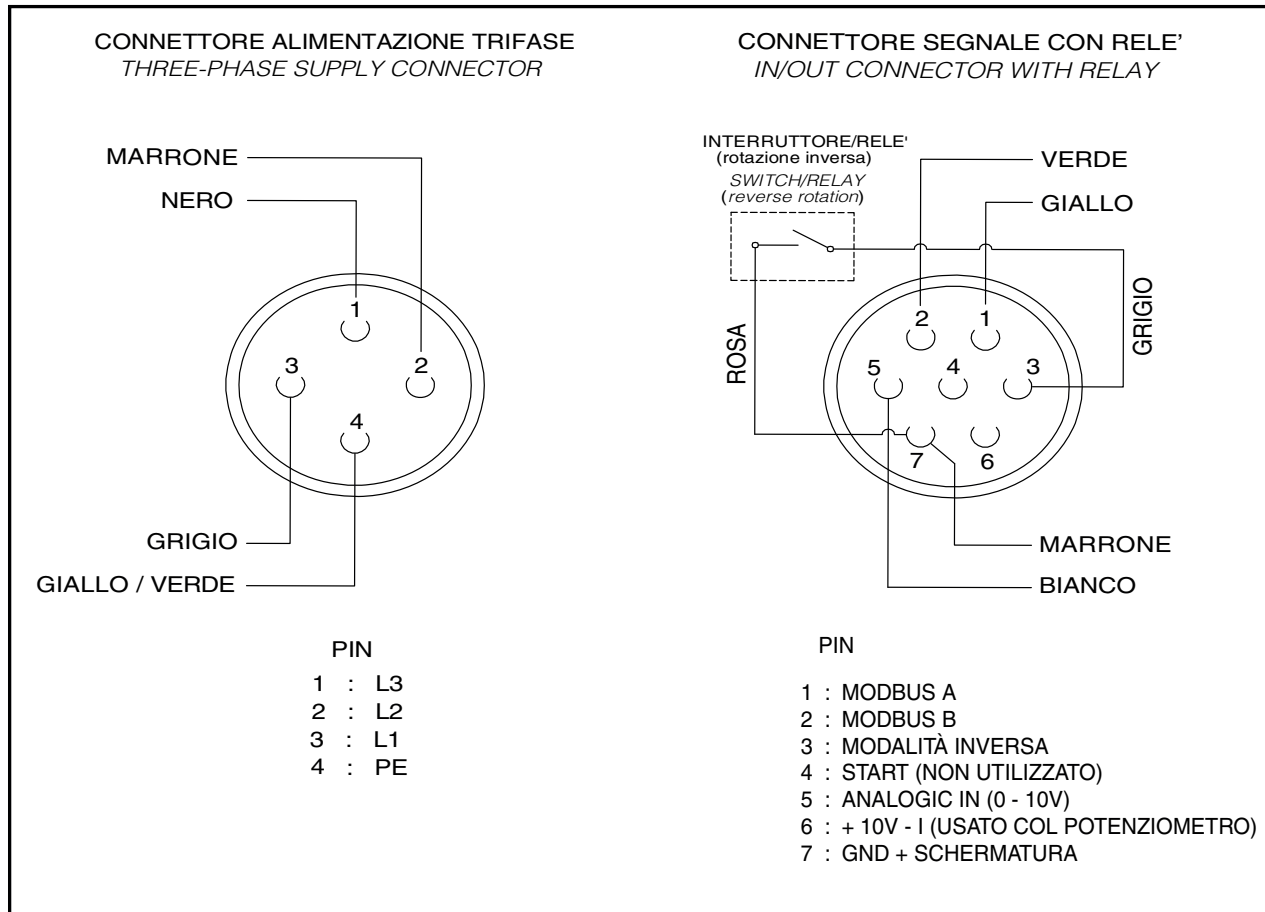 CONNETTORE ALIMENTAZIONE TRIFASE
THREE-PHASE SUPPLY CONNECTOR
MARRONE
NERO
1
3
2
4
GRIGIO
GIALLO / VERDE
PIN
1 : L3
2 : L2
3 : L1
4 : PE
CONNETTORE SEGNALE CON RELE'
IN/OUT CONNECTOR WITH RELAY
INTERRUTTORE/RELE'
(rotazione inversa)
SWITCH/RELAY
(reverse rotation)
VERDE
GIALLO
ROSA
GRIGIO
2
1
5
4
3
7
6
MARRONE
BIANCO
PIN
1 : MODBUS A
2 : MODBUS B
3 : MODALITÀ INVERSA
4 : START (NON UTILIZZATO)
5 : ANALOGIC IN (0 - 10V)
6 : + 10V - I (USATO COL POTENZIOMETRO)
7 : GND + SCHERMATURA